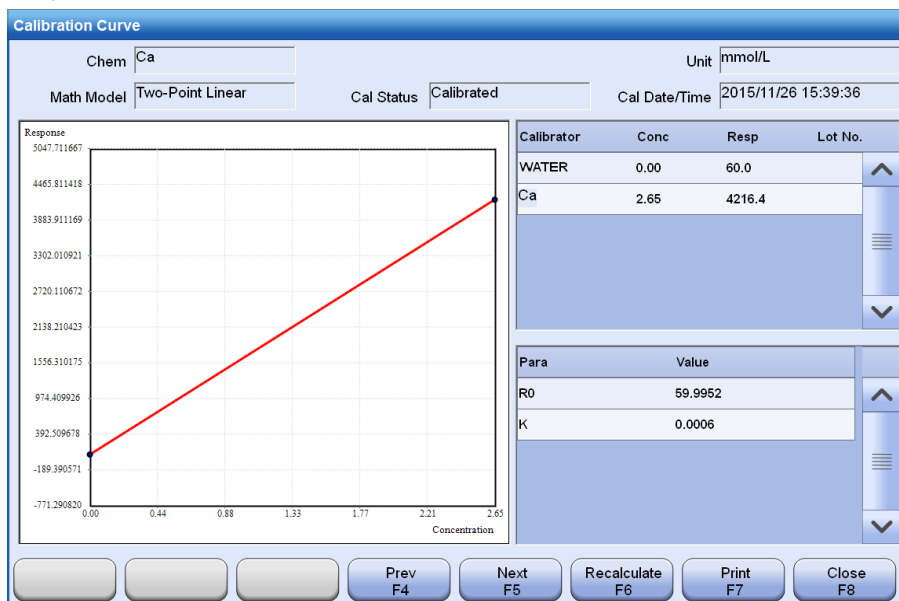 Calibration Curve
Chem Ca Unit mmol/L
Math Model Two-Point Linear Cal Status Calibrated Cal Date/Time 2015/11/26 15:39:36
Response
5047.711667
4465.811418
3883.911169
3302.010921
2720.110672
2138.210423
1556.310175
974.409926
392.509678
-189.390571
-771.290820
0.00 0.44 0.88 1.33 1.77 2.21 2.65
Concentration
Calibrator Conc Resp Lot No.
WATER 0.00 60.0
Ca 2.65 4216.4
Para Value
R0 59.9952
K 0.0006
Prev Next Recalculate Print Close
F4 F5 F6 F7 F8